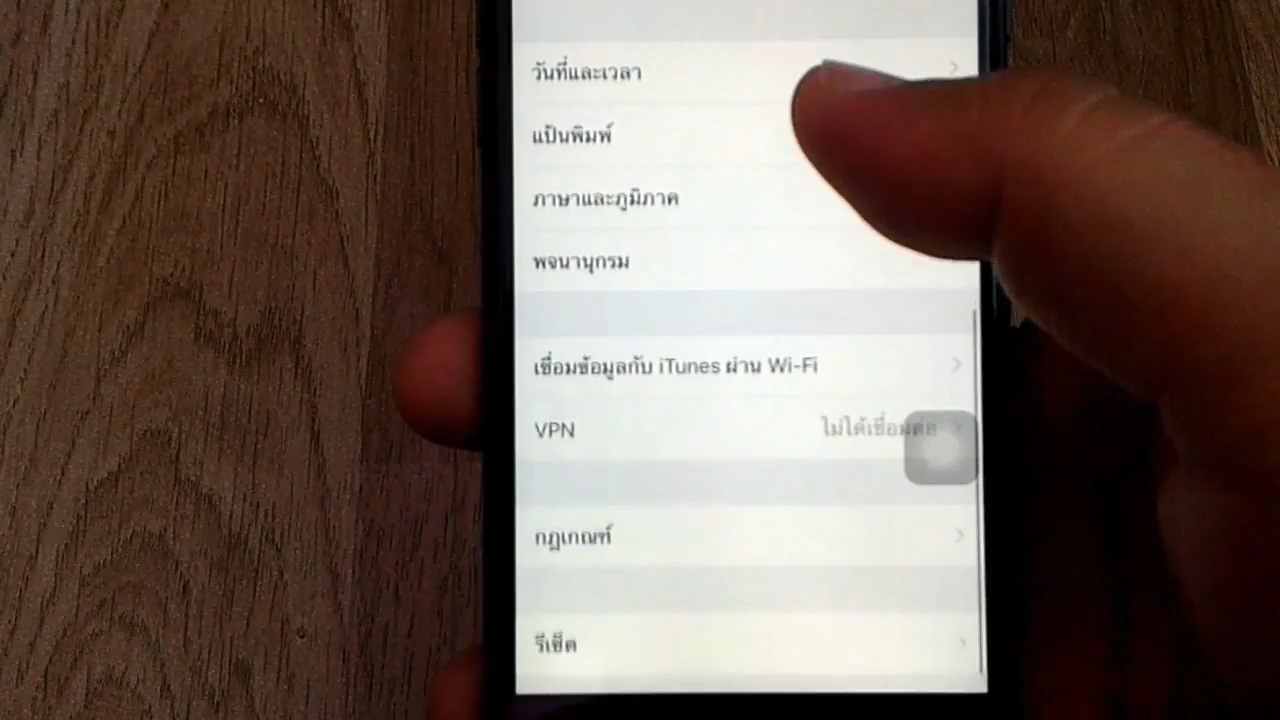 วันที่และเวลา
แป้นพิมพ์
ภาษาและภูมิภาค
พจนานุกรม
เชื่อมข้อมูลกับ iTunes ผ่าน Wi-Fi
VPN ไม่ได้เชื่อมต่อ
กฎเกณฑ์
รีเซ็ต